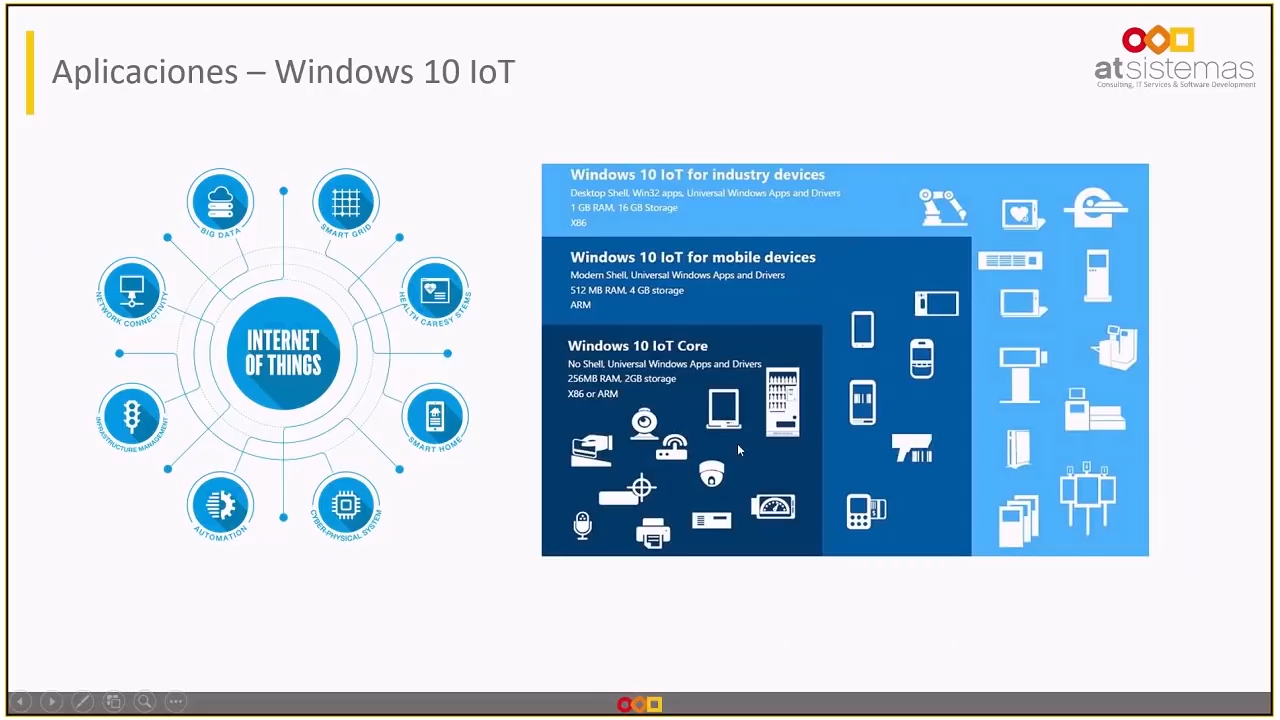 Aplicaciones – Windows 10 IoT
atsistemas
Consulting, IT Services & Software Development
BIG DATA
SMART GRID
NETWORK CONNECTIVITY
HEALTH CARESY STEMS
INTERNET
OF THINGS
INFRASTRUCTURE MANAGEMENT
SMART HOME
AUTOMATION
CYBER-PHYSICAL SYSTEM
Windows 10 IoT for industry devices
Desktop Shell, Win32 apps, Universal Windows Apps and Drivers
1 GB RAM, 16 GB Storage
X86
Windows 10 IoT for mobile devices
Modern Shell, Universal Windows Apps and Drivers
512 MB RAM, 4 GB storage
ARM
Windows 10 IoT Core
No Shell, Universal Windows Apps and Drivers
256MB RAM, 2GB storage
X86 or ARM